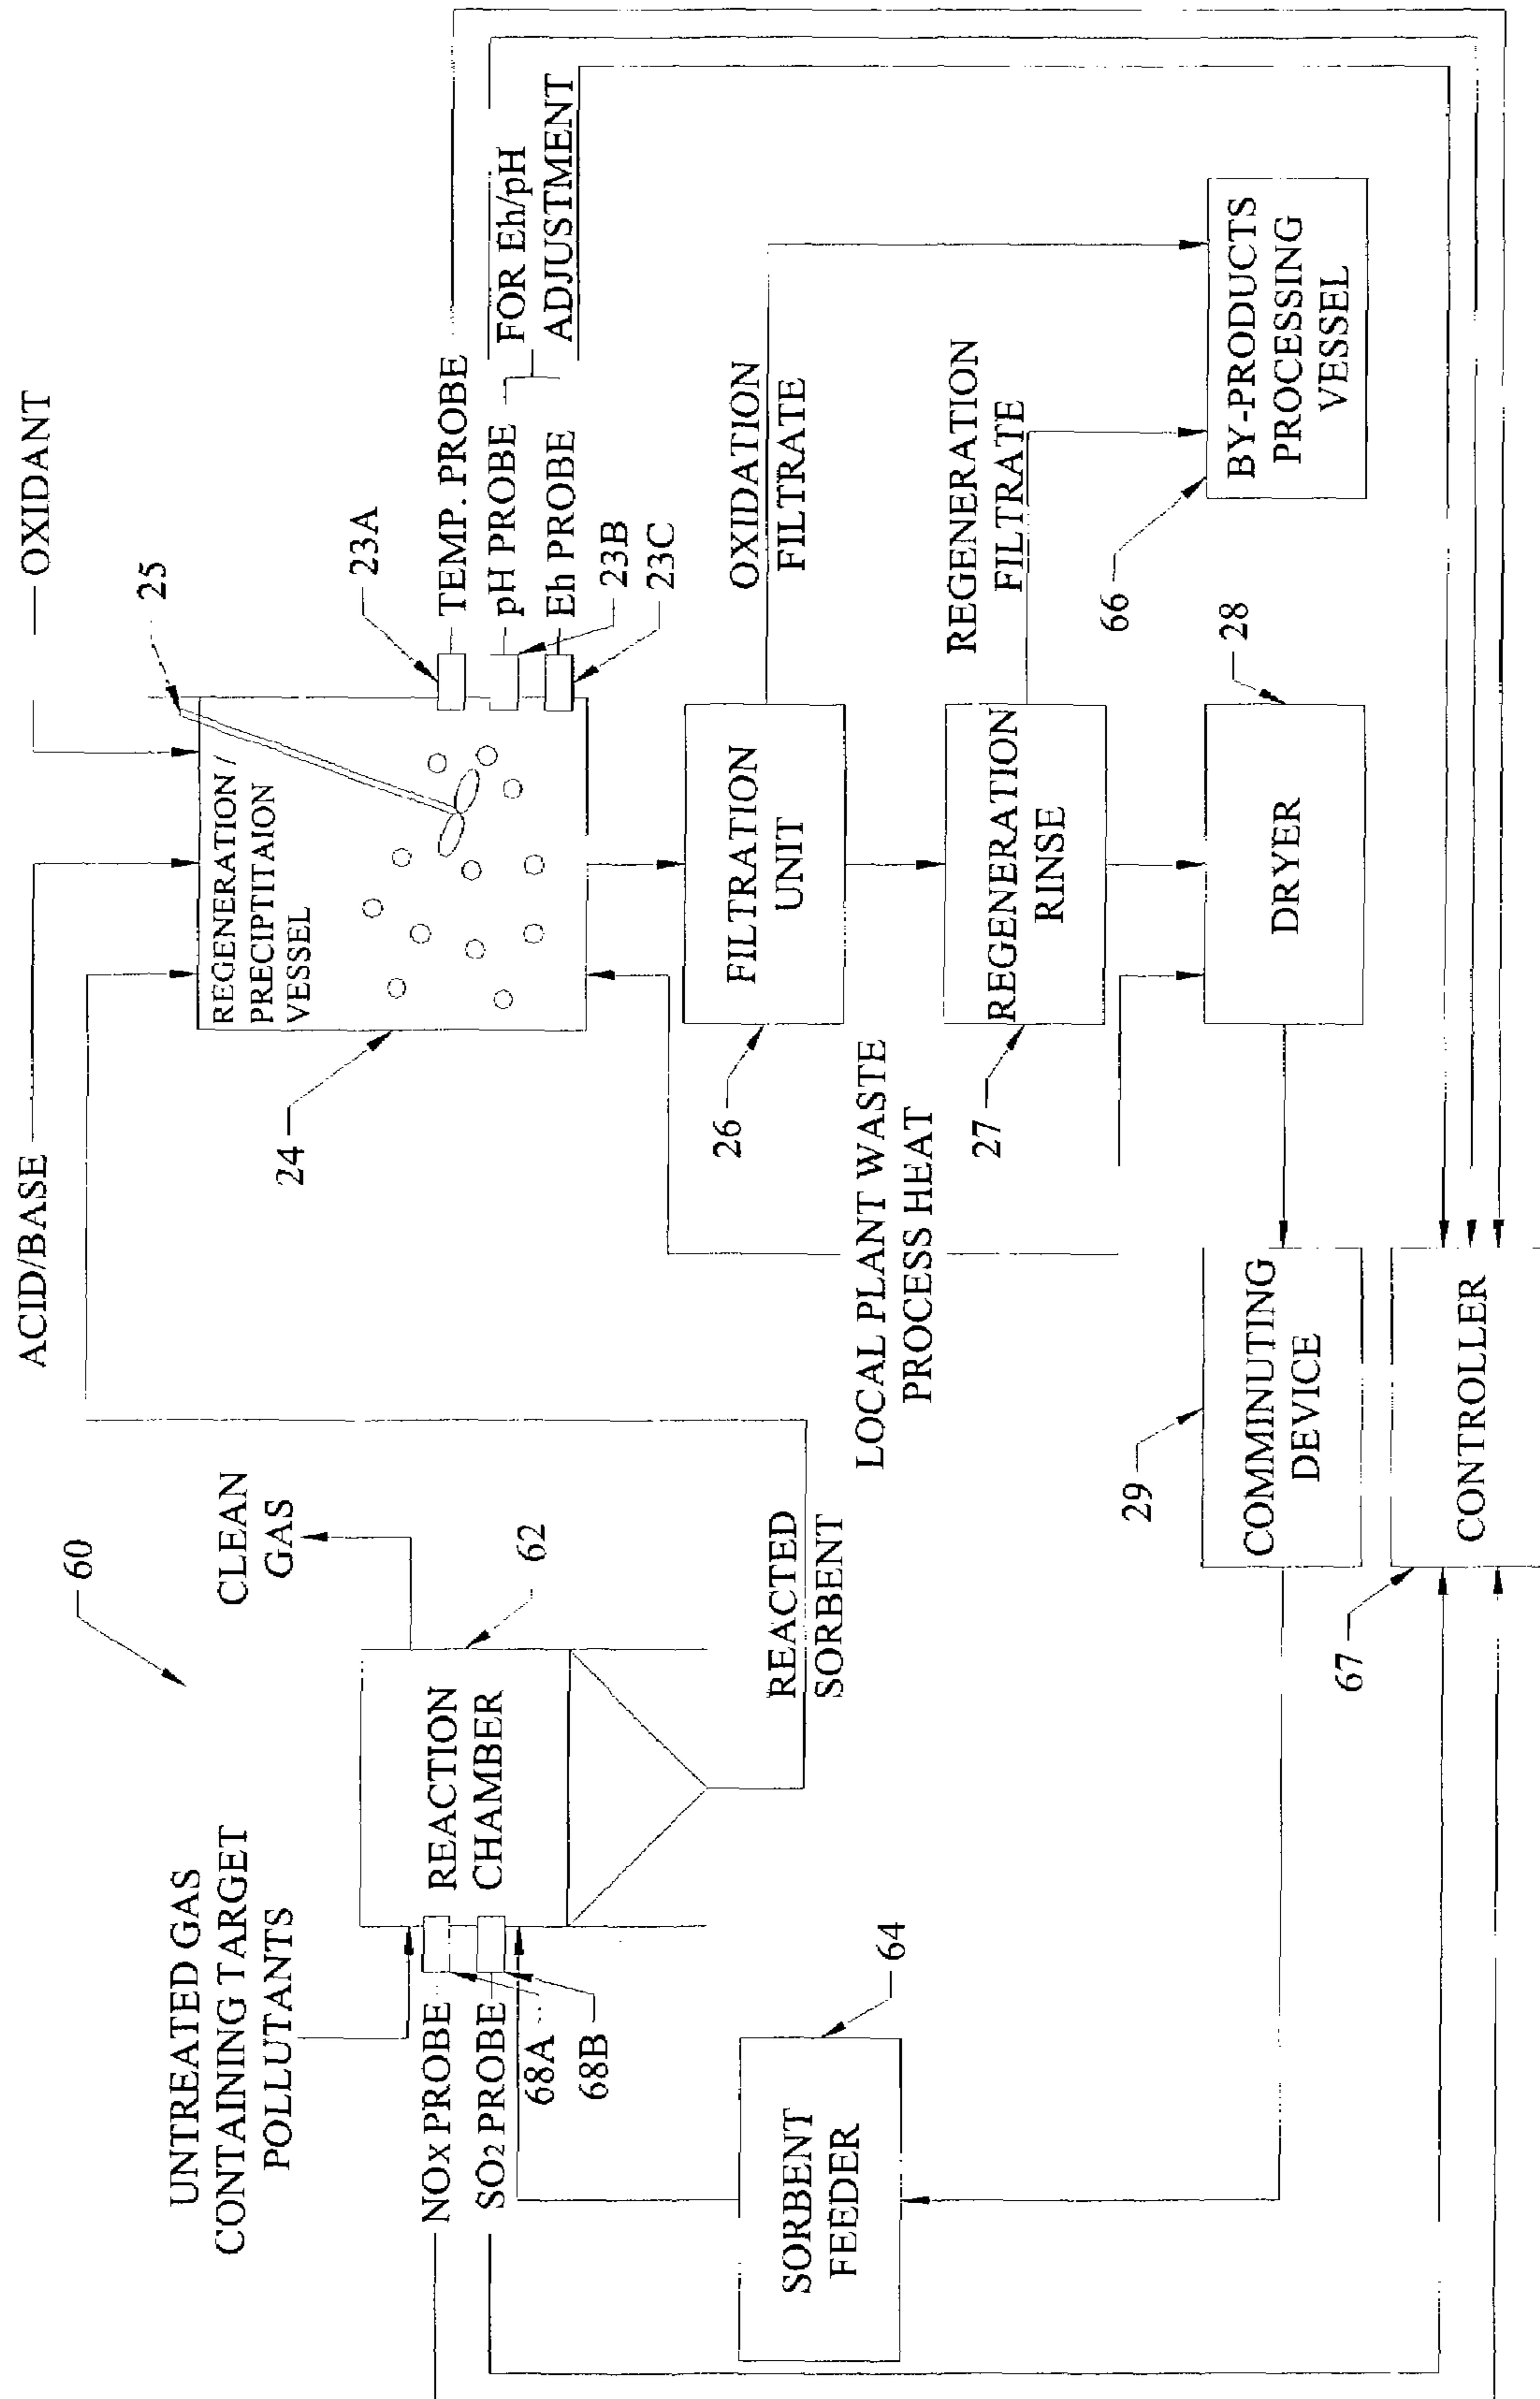 60
UNTREATED GAS
CONTAINING TARGET
POLLUTANTS
CLEAN
GAS
ACID/BASE
OXIDANT
25
REGENERATION /
PRECIPTITAION
VESSEL
24
23A
TEMP. PROBE
pH PROBE
Eh PROBE
FOR Eh/pH
ADJUSTMENT
23B
23C
REACTION
CHAMBER
62
NOx PROBE
SO2 PROBE
68A
68B
REACTED
SORBENT
FILTRATION
UNIT
26
OXIDATION
FILTRATE
LOCAL PLANT WASTE
PROCESS HEAT
REGENERATION
RINSE
27
REGENERATION
FILTRATE
SORBENT
FEEDER
64
66
BY-PRODUCTS
PROCESSING
VESSEL
28
DRYER
29
COMMINUTING
DEVICE
67
CONTROLLER